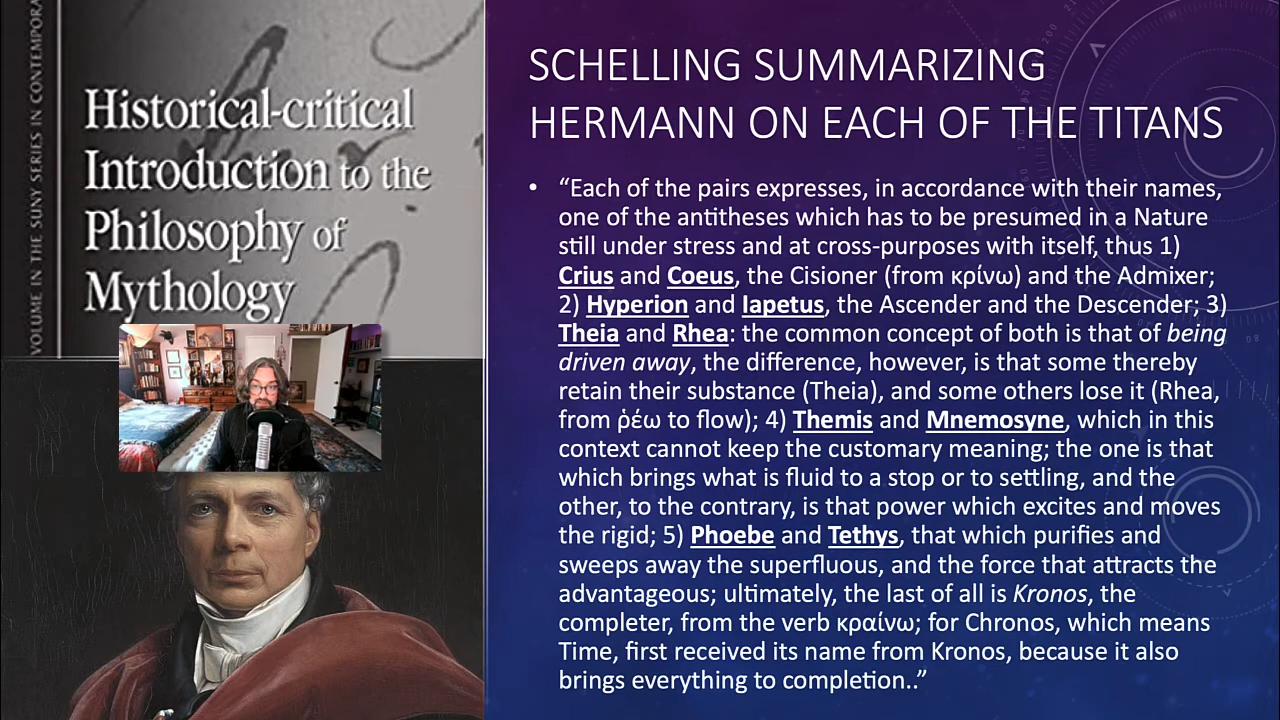 VOLUME IN THE SUNY SERIES IN CONTEMPORA
Historical-critical
Introduction to the
Philosophy of
Mythology
SCHELLING SUMMARIZING
HERMANN ON EACH OF THE TITANS
• “Each of the pairs expresses, in accordance with their names,
one of the antitheses which has to be presumed in a Nature
still under stress and at cross-purposes with itself, thus 1)
Crius and Coeus, the Cisioner (from κρίνω) and the Admixer;
2) Hyperion and Iapetus, the Ascender and the Descender; 3)
Theia and Rhea: the common concept of both is that of being
driven away, the difference, however, is that some thereby
retain their substance (Theia), and some others lose it (Rhea,
from ῥέω to flow); 4) Themis and Mnemosyne, which in this
context cannot keep the customary meaning; the one is that
which brings what is fluid to a stop or to settling, and the
other, to the contrary, is that power which excites and moves
the rigid; 5) Phoebe and Tethys, that which purifies and
sweeps away the superfluous, and the force that attracts the
advantageous; ultimately, the last of all is Kronos, the
completer, from the verb κραίνω; for Chronos, which means
Time, first received its name from Kronos, because it also
brings everything to completion..”